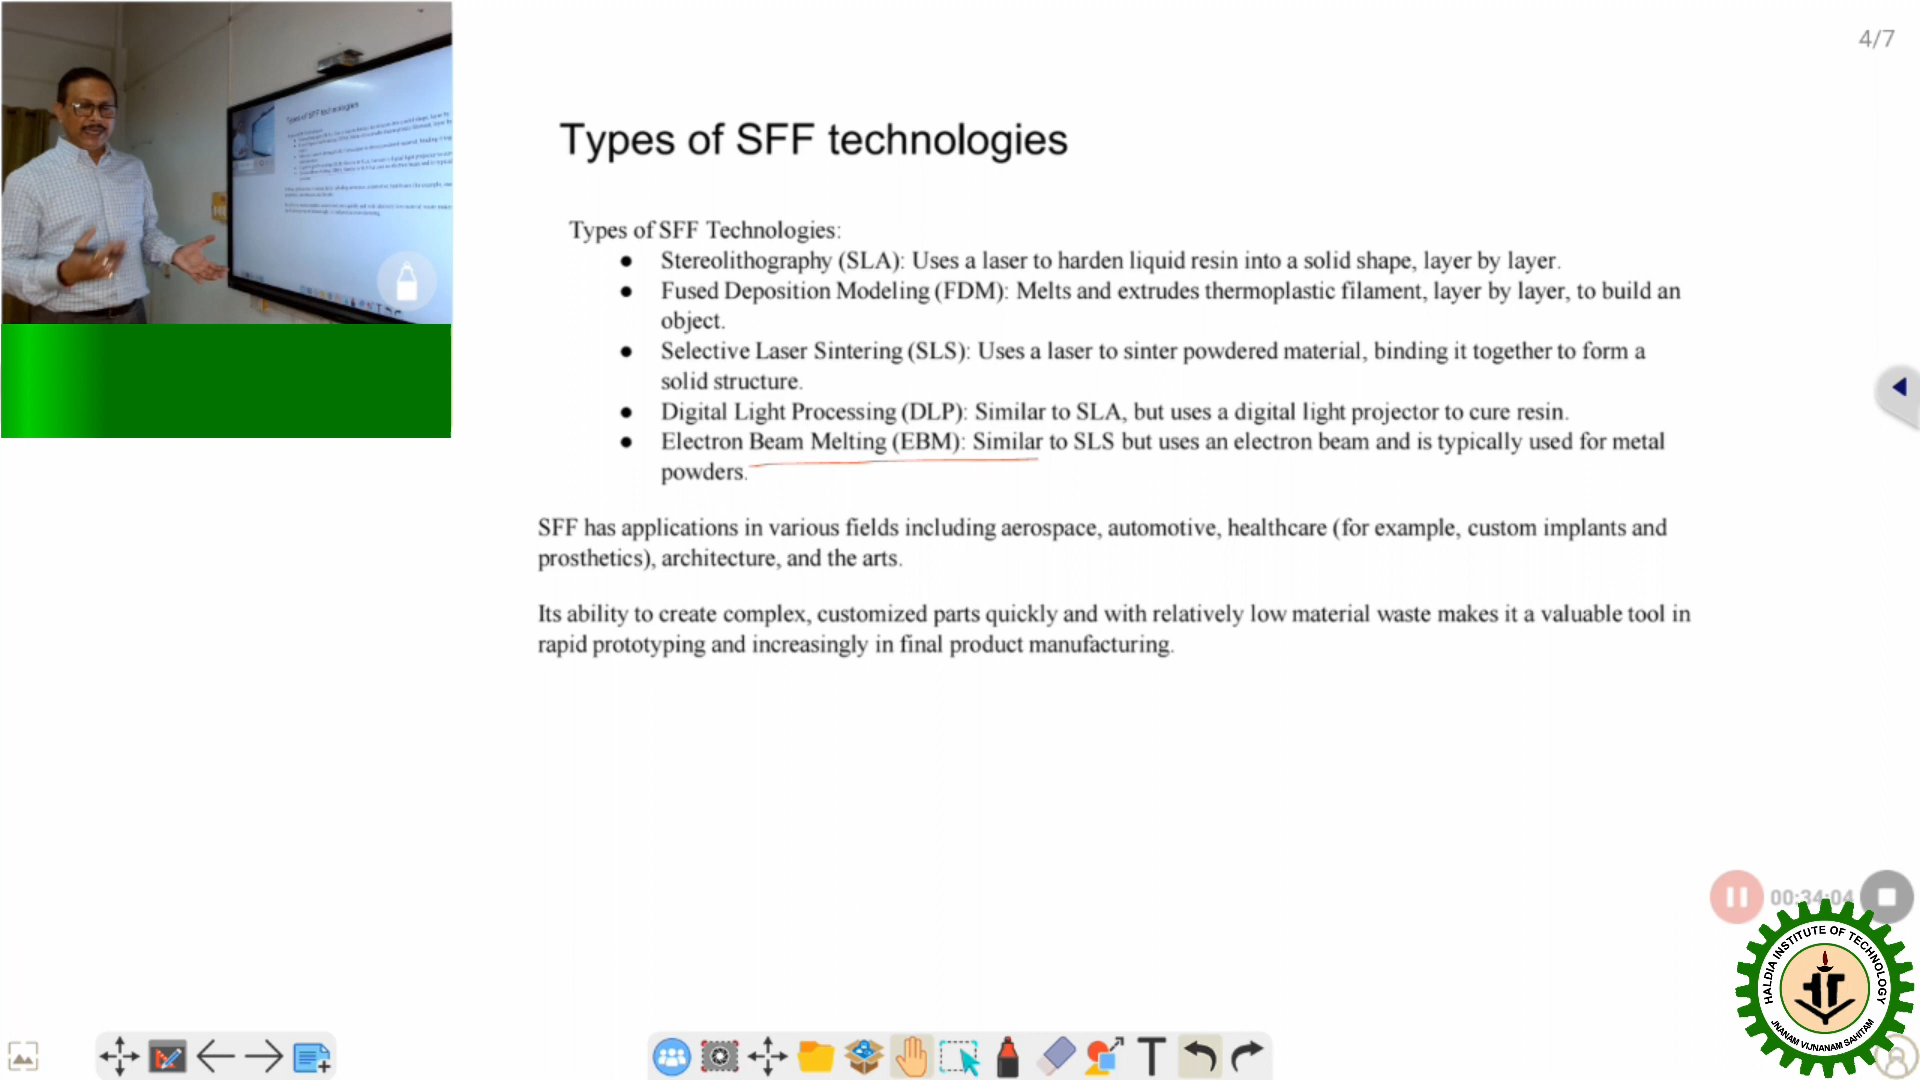 4/7
Types of SFF technologies
Types of SFF Technologies:
● Stereolithography (SLA): Uses a laser to harden liquid resin into a solid shape, layer by layer.
● Fused Deposition Modeling (FDM): Melts and extrudes thermoplastic filament, layer by layer, to build an
object.
● Selective Laser Sintering (SLS): Uses a laser to sinter powdered material, binding it together to form a
solid structure.
● Digital Light Processing (DLP): Similar to SLA, but uses a digital light projector to cure resin.
● Electron Beam Melting (EBM): Similar to SLS but uses an electron beam and is typically used for metal
powders.
SFF has applications in various fields including aerospace, automotive, healthcare (for example, custom implants and
prosthetics), architecture, and the arts.
Its ability to create complex, customized parts quickly and with relatively low material waste makes it a valuable tool in
rapid prototyping and increasingly in final product manufacturing.
00:34:04
HALDIA INSTITUTE OF TECHNOLOGY
JNANAM VIJNANAM SAHITAM
T